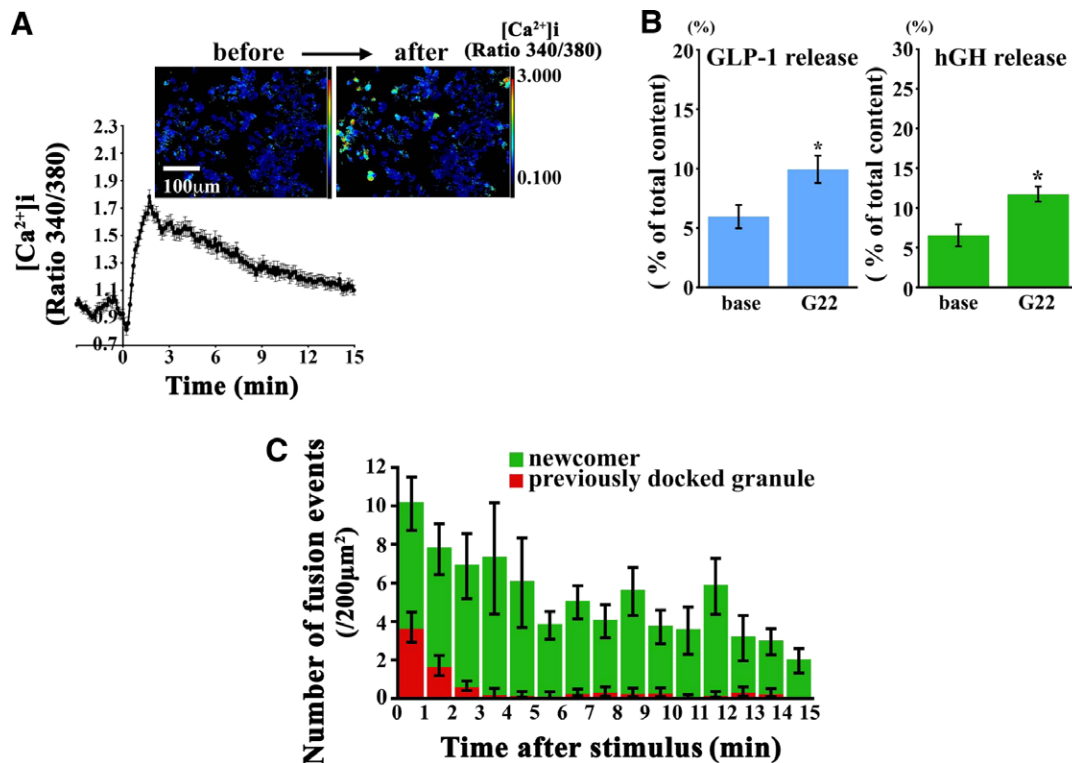 A
before
after
[Ca²⁺]i
(Ratio 340/380)
3.000
0.100
100μm
[Ca²⁺]i
(Ratio 340/380)
2.3
2.1
1.9
1.7
1.5
1.3
1.1
0.9
0.7
0 3 6 9 12 15
Time (min)
B
(%)
GLP-1 release
( % of total content)
20
15
10
5
0
*
base G22
(%)
hGH release
( % of total content)
30
25
20
15
10
5
0
*
base G22
C
newcomer
previously docked granule
Number of fusion events
(/200μm²)
12
10
8
6
4
2
0
0 1 2 3 4 5 6 7 8 9 10 11 12 13 14 15
Time after stimulus (min)